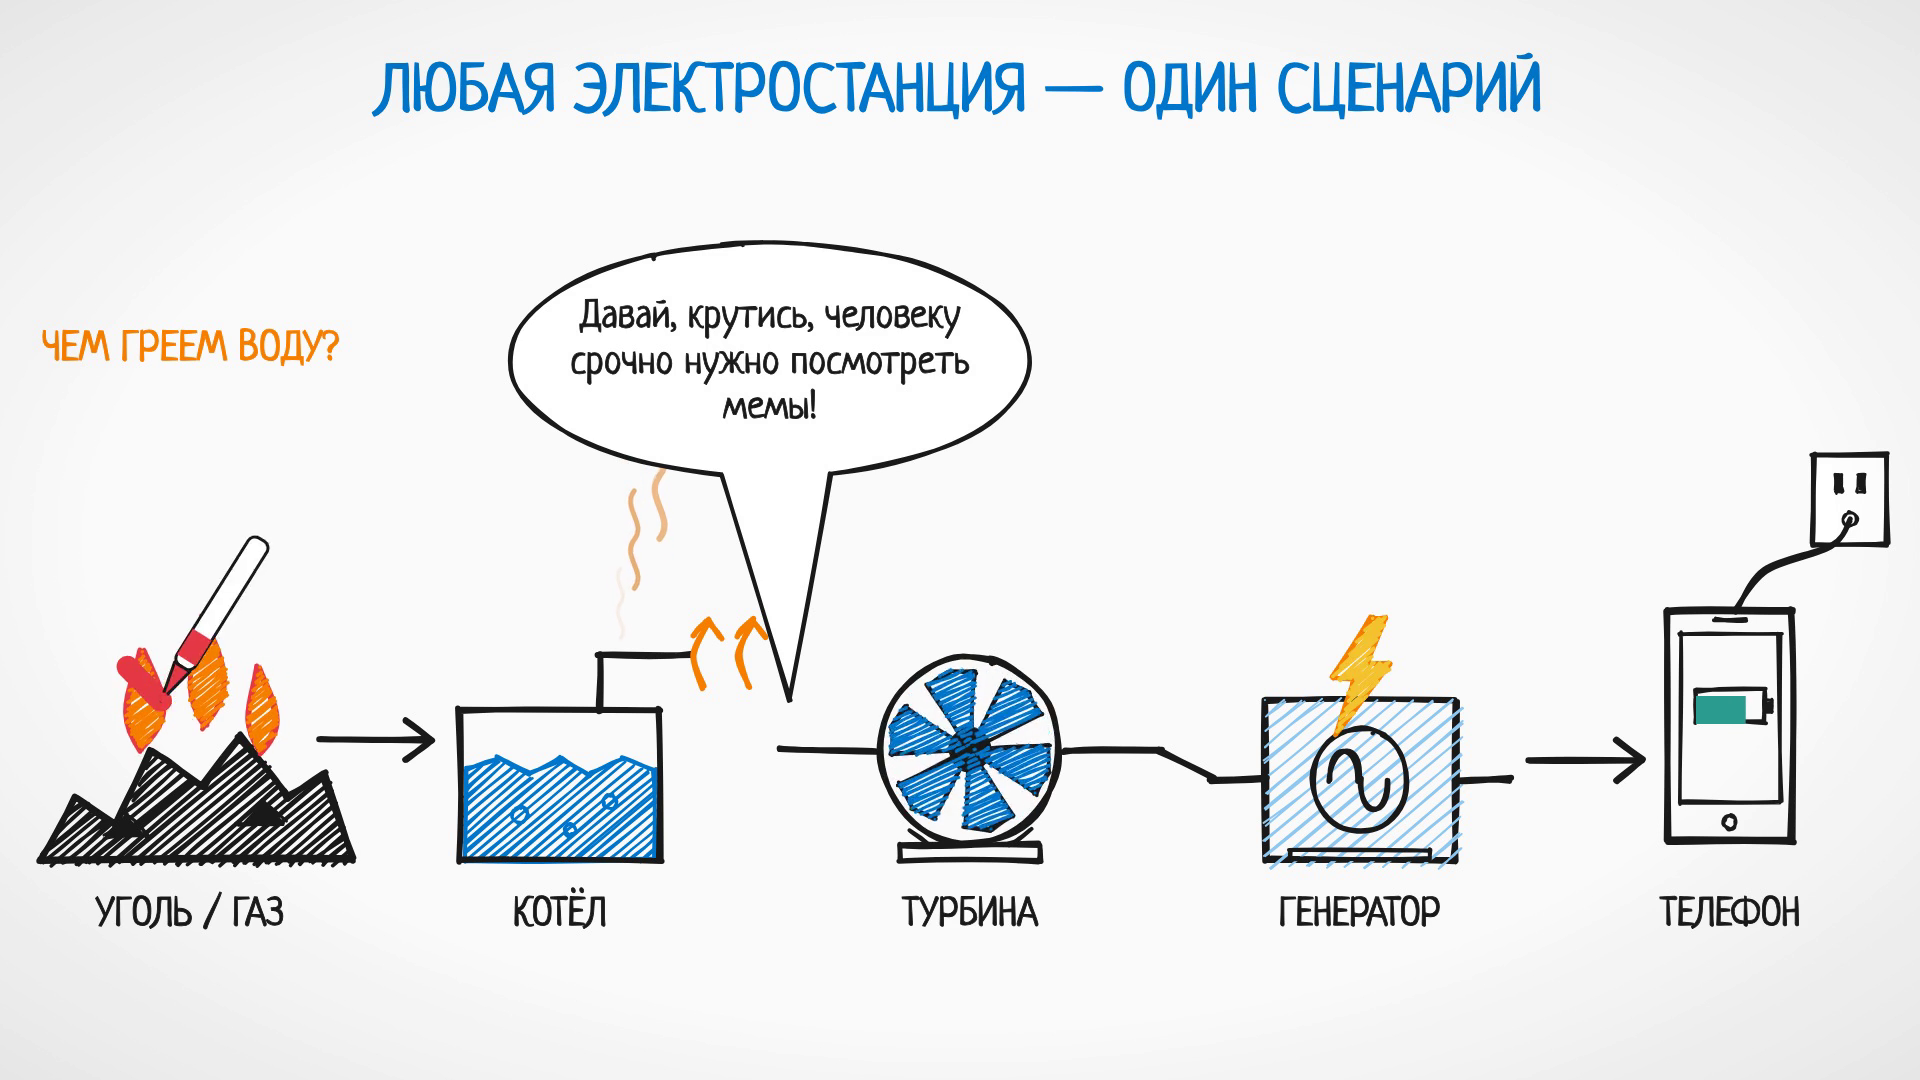 ЛЮБАЯ ЭЛЕКТРОСТАНЦИЯ — ОДИН СЦЕНАРИЙ
Давай, крутись, человеку
срочно нужно посмотреть
мемы!
ЧЕМ ГРЕЕМ ВОДУ?
УГОЛЬ / ГАЗ
КОТЁЛ
ТУРБИНА
ГЕНЕРАТОР
ТЕЛЕФОН